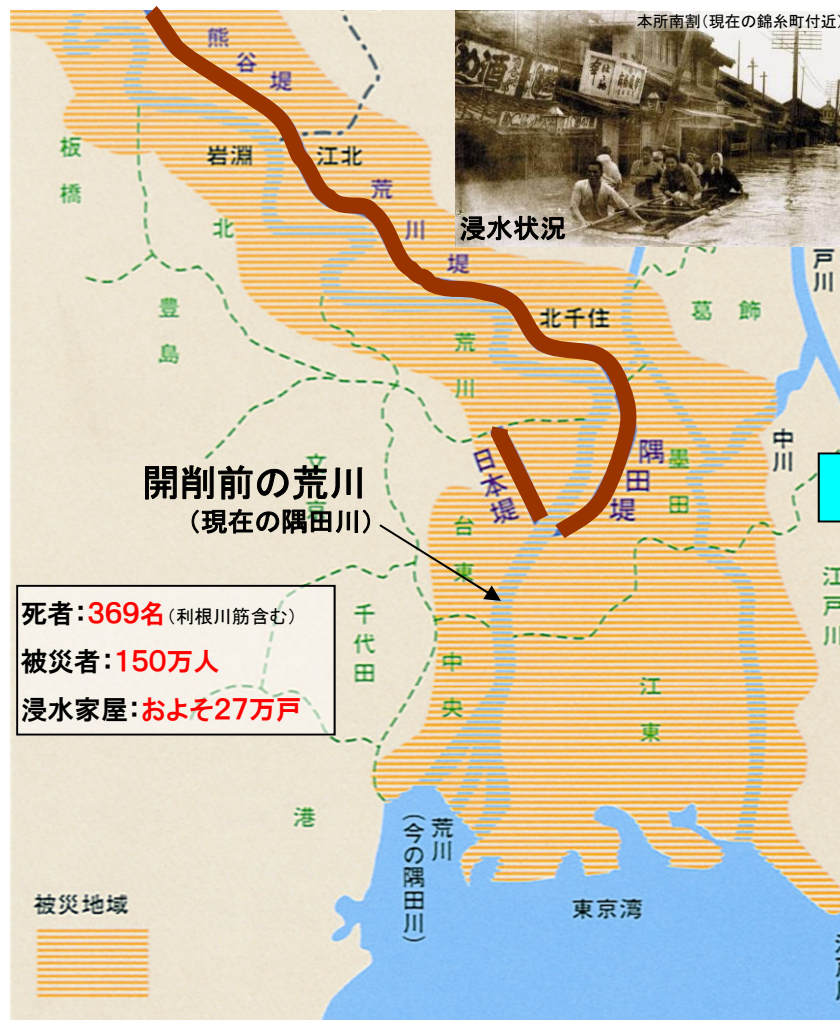 本所南割(現在の錦糸町付近)
浸水状況
熊谷堤
板橋
岩淵
江北
荒川堤
北
戸川
豊島
北千住
葛飾
荒川
中川
日本堤
隅田堤
墨田
開削前の荒川
(現在の隅田川)
文京
台東
江戸川
死者:369名(利根川筋含む)
被災者:150万人
浸水家屋:およそ27万戸
千代田
中央
江東
港
荒川
(今の隅田川)
東京湾
被災地域